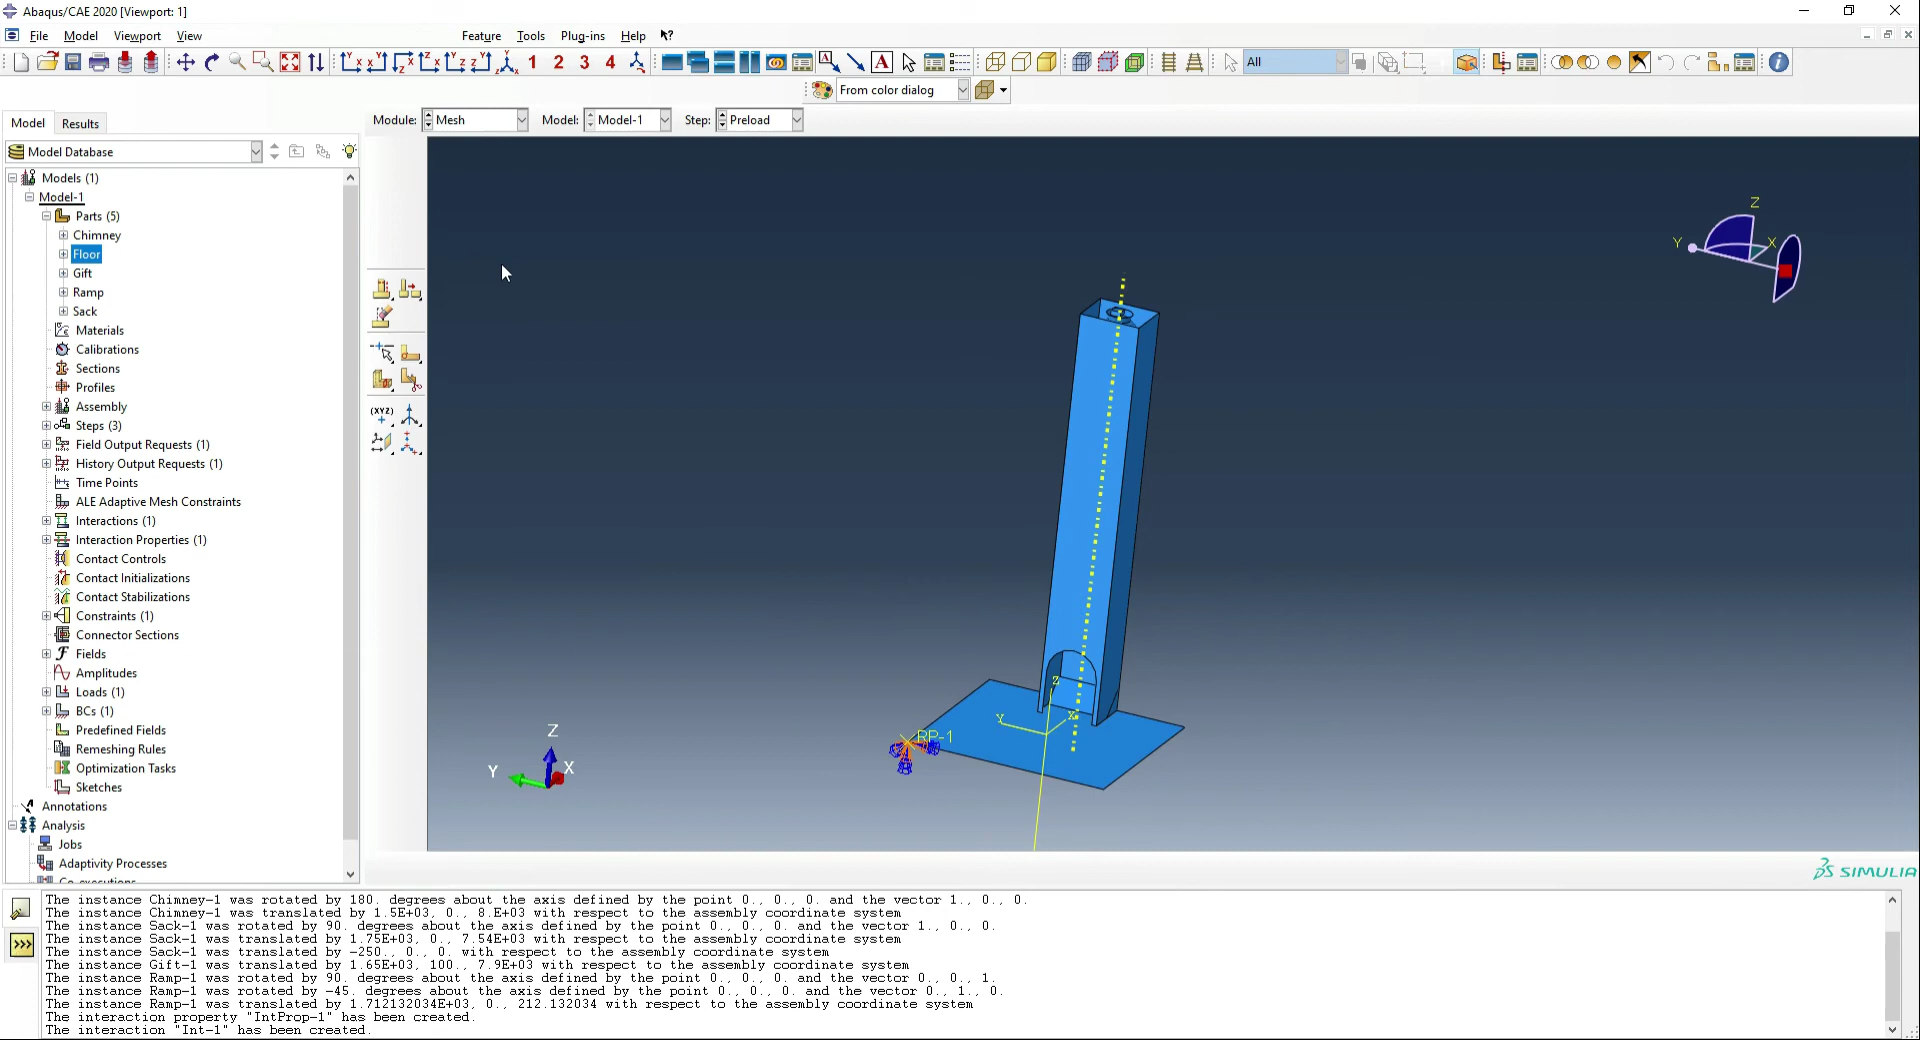 Abaqus/CAE 2020 [Viewport: 1]
File Model Viewport View Feature Tools Plug-ins Help
1 2 3 4 A All
From color dialog
Model Results
Module: Mesh Model: Model-1 Step: Preload
Model Database
Models (1)
Model-1
Parts (5)
Chimney
Floor
Gift
Ramp
Sack
Materials
Calibrations
Sections
Profiles
Assembly
Steps (3)
Field Output Requests (1)
History Output Requests (1)
Time Points
ALE Adaptive Mesh Constraints
Interactions (1)
Interaction Properties (1)
Contact Controls
Contact Initializations
Contact Stabilizations
Constraints (1)
Connector Sections
Fields
Amplitudes
Loads (1)
BCs (1)
Predefined Fields
Remeshing Rules
Optimization Tasks
Sketches
Annotations
Analysis
Jobs
Adaptivity Processes
Co-executions
(XYZ)
Z
Y X
Z
Y X
RP-1
Z
Y X
SIMULIA
The instance Chimney-1 was rotated by 180. degrees about the axis defined by the point 0., 0., 0. and the vector 1., 0., 0.
The instance Chimney-1 was translated by 1.5E+03, 0., 8.E+03 with respect to the assembly coordinate system
The instance Sack-1 was rotated by 90. degrees about the axis defined by the point 0., 0., 0. and the vector 1., 0., 0.
The instance Sack-1 was translated by 1.75E+03, 0., 7.54E+03 with respect to the assembly coordinate system
The instance Sack-1 was translated by -250., 0., 0. with respect to the assembly coordinate system
The instance Gift-1 was translated by 1.65E+03, 100., 7.9E+03 with respect to the assembly coordinate system
The instance Ramp-1 was rotated by 90. degrees about the axis defined by the point 0., 0., 0. and the vector 0., 0., 1.
The instance Ramp-1 was rotated by -45. degrees about the axis defined by the point 0., 0., 0. and the vector 0., 1., 0.
The instance Ramp-1 was translated by 1.712132034E+03, 0., 212.132034 with respect to the assembly coordinate system
The interaction property "IntProp-1" has been created.
The interaction "Int-1" has been created.